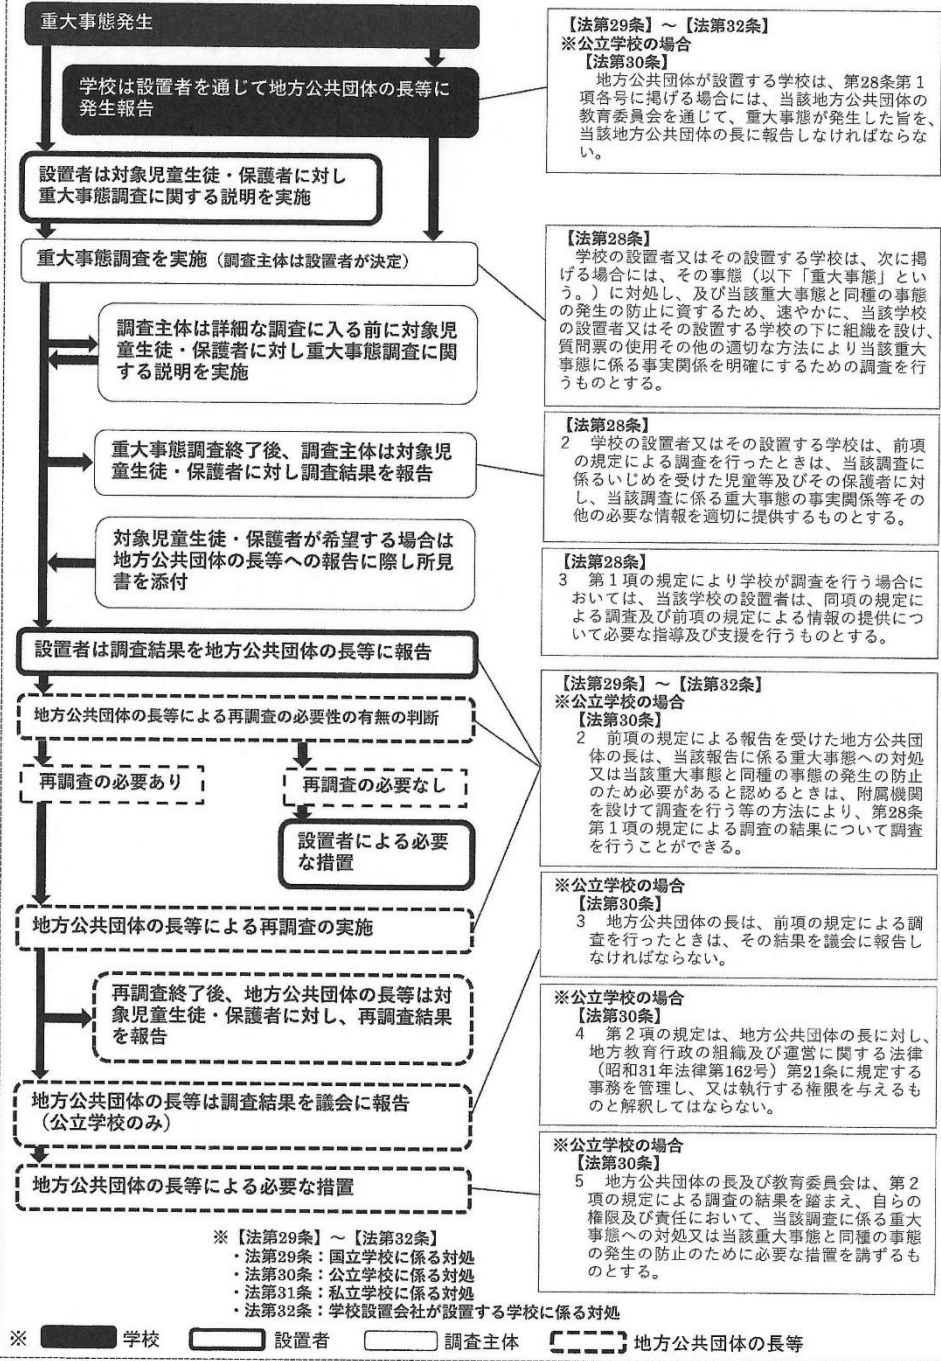 重大事態発生
学校は設置者を通じて地方公共団体の長等に
発生報告
設置者は対象児童生徒・保護者に対し
重大事態調査に関する説明を実施
重大事態調査を実施（調査主体は設置者が決定）
調査主体は詳細な調査に入る前に対象児
童生徒・保護者に対し重大事態調査に関
する説明を実施
重大事態調査終了後、調査主体は対象児
童生徒・保護者に対し調査結果を報告
対象児童生徒・保護者が希望する場合は
地方公共団体の長等への報告に際し所見
書を添付
設置者は調査結果を地方公共団体の長等に報告
地方公共団体の長等による再調査の必要性の有無の判断
再調査の必要あり
再調査の必要なし
設置者による必要
な措置
地方公共団体の長等による再調査の実施
再調査終了後、地方公共団体の長等は対
象児童生徒・保護者に対し、再調査結果
を報告
地方公共団体の長等は調査結果を議会に報告
（公立学校のみ）
地方公共団体の長等による必要な措置
【法第29条】～【法第32条】
※公立学校の場合
【法第30条】
地方公共団体が設置する学校は、第28条第１
項各号に掲げる場合には、当該地方公共団体の
教育委員会を通じて、重大事態が発生した旨を、
当該地方公共団体の長に報告しなければならな
い。
【法第28条】
学校の設置者又はその設置する学校は、次に掲
げる場合には、その事態（以下「重大事態」とい
う。）に対処し、及び当該重大事態と同種の事態
の発生の防止に資するため、速やかに、当該学校
の設置者又はその設置する学校の下に組織を設け、
質問票の使用その他の適切な方法により当該重大
事態に係る事実関係を明確にするための調査を行
うものとする。
【法第28条】
２　学校の設置者又はその設置する学校は、前項
の規定による調査を行ったときは、当該調査に
係るいじめを受けた児童等及びその保護者に対
し、当該調査に係る重大事態の事実関係等その
他の必要な情報を適切に提供するものとする。
【法第28条】
３　第１項の規定により学校が調査を行う場合に
おいては、当該学校の設置者は、同項の規定に
よる調査及び前項の規定による情報の提供につ
いて必要な指導及び支援を行うものとする。
【法第29条】～【法第32条】
※公立学校の場合
【法第30条】
２　前項の規定による報告を受けた地方公共団
体の長は、当該報告に係る重大事態への対処
又は当該重大事態と同種の事態の発生の防止
のため必要があると認めるときは、附属機関
を設けて調査を行う等の方法により、第28条
第１項の規定による調査の結果について調査
を行うことができる。
※公立学校の場合
【法第30条】
３　地方公共団体の長は、前項の規定による調
査を行ったときは、その結果を議会に報告し
なければならない。
※公立学校の場合
【法第30条】
４　第２項の規定は、地方公共団体の長に対し、
地方教育行政の組織及び運営に関する法律
（昭和31年法律第162号）第21条に規定する
事務を管理し、又は執行する権限を与えるも
のと解釈してはならない。
※公立学校の場合
【法第30条】
５　地方公共団体の長及び教育委員会は、第２
項の規定による調査の結果を踏まえ、自らの
権限及び責任において、当該調査に係る重大
事態への対処又は当該重大事態と同種の事態
の発生の防止のために必要な措置を講ずるも
のとする。
※【法第29条】～【法第32条】
・法第29条：国立学校に係る対処
・法第30条：公立学校に係る対処
・法第31条：私立学校に係る対処
・法第32条：学校設置会社が設置する学校に係る対処
※ 学校 設置者 調査主体 地方公共団体の長等